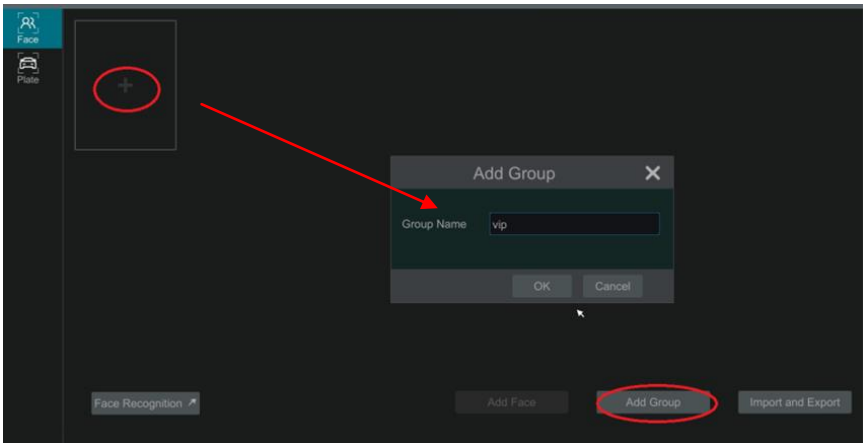 Face
Plate
Add Group
Group Name vip
OK Cancel
Face Recognition Add Face Add Group Import and Export